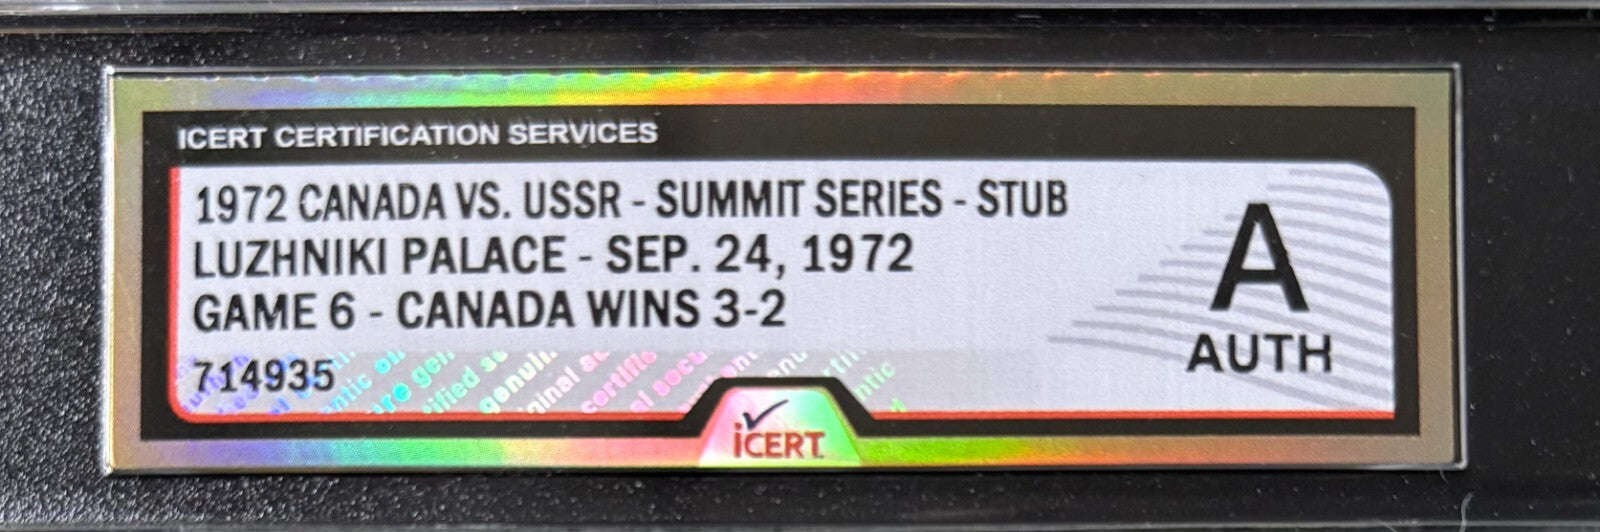 ICERT CERTIFICATION SERVICES
1972 CANADA VS. USSR - SUMMIT SERIES - STUB
LUZHNIKI PALACE - SEP. 24, 1972
GAME 6 - CANADA WINS 3-2
714935
A
AUTH
iCERT